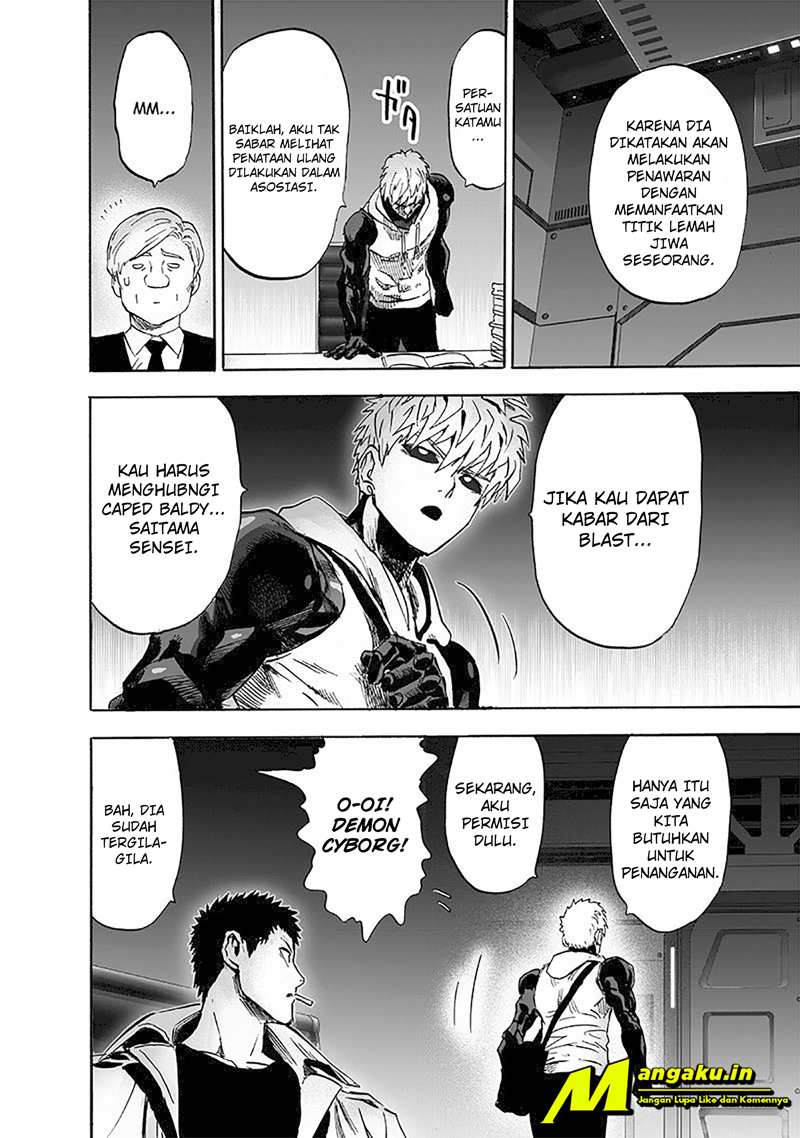 KARENA DIA
DIKATAKAN AKAN
MELAKUKAN
PENAWARAN
DENGAN
MEMANFAATKAN
TITIK LEMAH
JIWA
SESEORANG.
PER-
SATUAN
KATAMU
...
ガタ
BAIKLAH, AKU TAK
SABAR MELIHAT
PENATAAN ULANG
DILAKUKAN DALAM
ASOSIASI.
MM...
JIKA KAU DAPAT
KABAR DARI
BLAST...
KAU HARUS
MENGHUBNGI
CAPED BALDY...
SAITAMA
SENSEI.
HANYA ITU
SAJA YANG
KITA
BUTUHKAN
UNTUK
PENANGANAN.
SEKARANG,
AKU
PERMISI
DULU.
O-OI!
DEMON
CYBORG!
BAH, DIA
SUDAH
TERGILA-
GILA.
Mangaku.in
Jangan Lupa Like dan Komennya